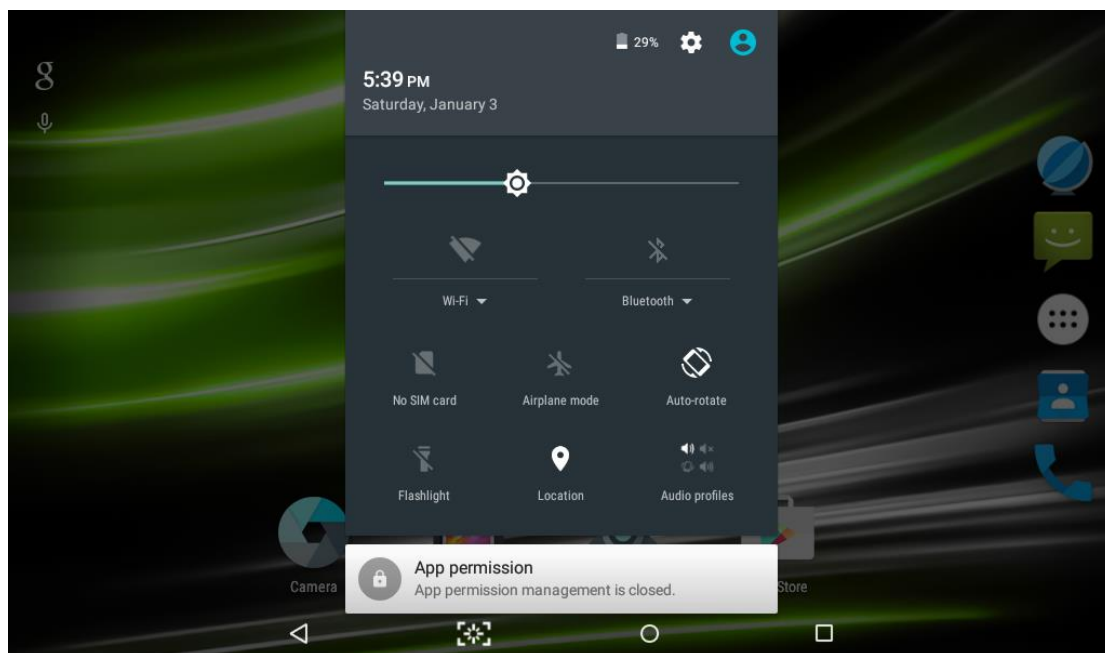 g
29%
5:39 PM
Saturday, January 3
Wi-Fi
Bluetooth
No SIM card
Airplane mode
Auto-rotate
Flashlight
Location
Audio profiles
App permission
App permission management is closed.
Camera
Store